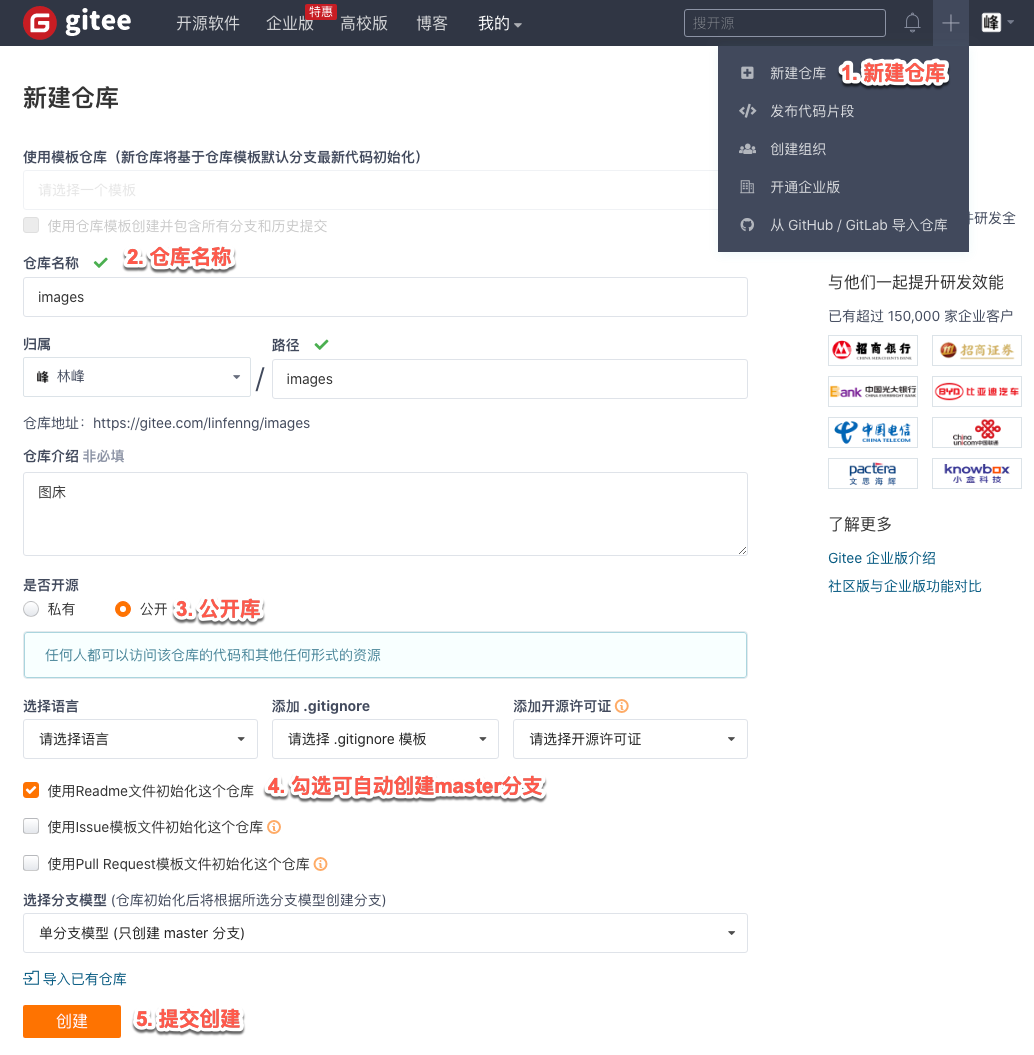 gitee
开源软件 企业版 特惠 高校版 博客 我的 搜开源 峰
新建仓库 1. 新建仓库
发布代码片段
创建组织
开通企业版
从 GitHub / GitLab 导入仓库
新建仓库
使用模板仓库（新仓库将基于仓库模板默认分支最新代码初始化）
请选择一个模板
使用仓库模板创建并包含所有分支和历史提交
仓库名称 2. 仓库名称
images
归属 路径
峰 林峰 / images
仓库地址：https://gitee.com/linfenng/images
仓库介绍 非必填
图床
是否开源
私有 公开 3. 公开库
任何人都可以访问该仓库的代码和其他任何形式的资源
选择语言 添加 .gitignore 添加开源许可证
请选择语言 请选择 .gitignore 模板 请选择开源许可证
使用Readme文件初始化这个仓库 4. 勾选可自动创建master分支
使用Issue模板文件初始化这个仓库
使用Pull Request模板文件初始化这个仓库
选择分支模型 (仓库初始化后将根据所选分支模型创建分支)
单分支模型 (只创建 master 分支)
导入已有仓库
创建 5. 提交创建
研发全
与他们一起提升研发效能
已有超过 150,000 家企业客户
招商银行 招商证券
CHINA MERCHANTS BANK
Bank 中国光大银行 BYD 比亚迪汽车
CHINA EVERBRIGHT BANK
中国电信 China
CHINA TELECOM unicom中国联通
pactera knowbox
文思海辉 小盒科技
了解更多
Gitee 企业版介绍
社区版与企业版功能对比